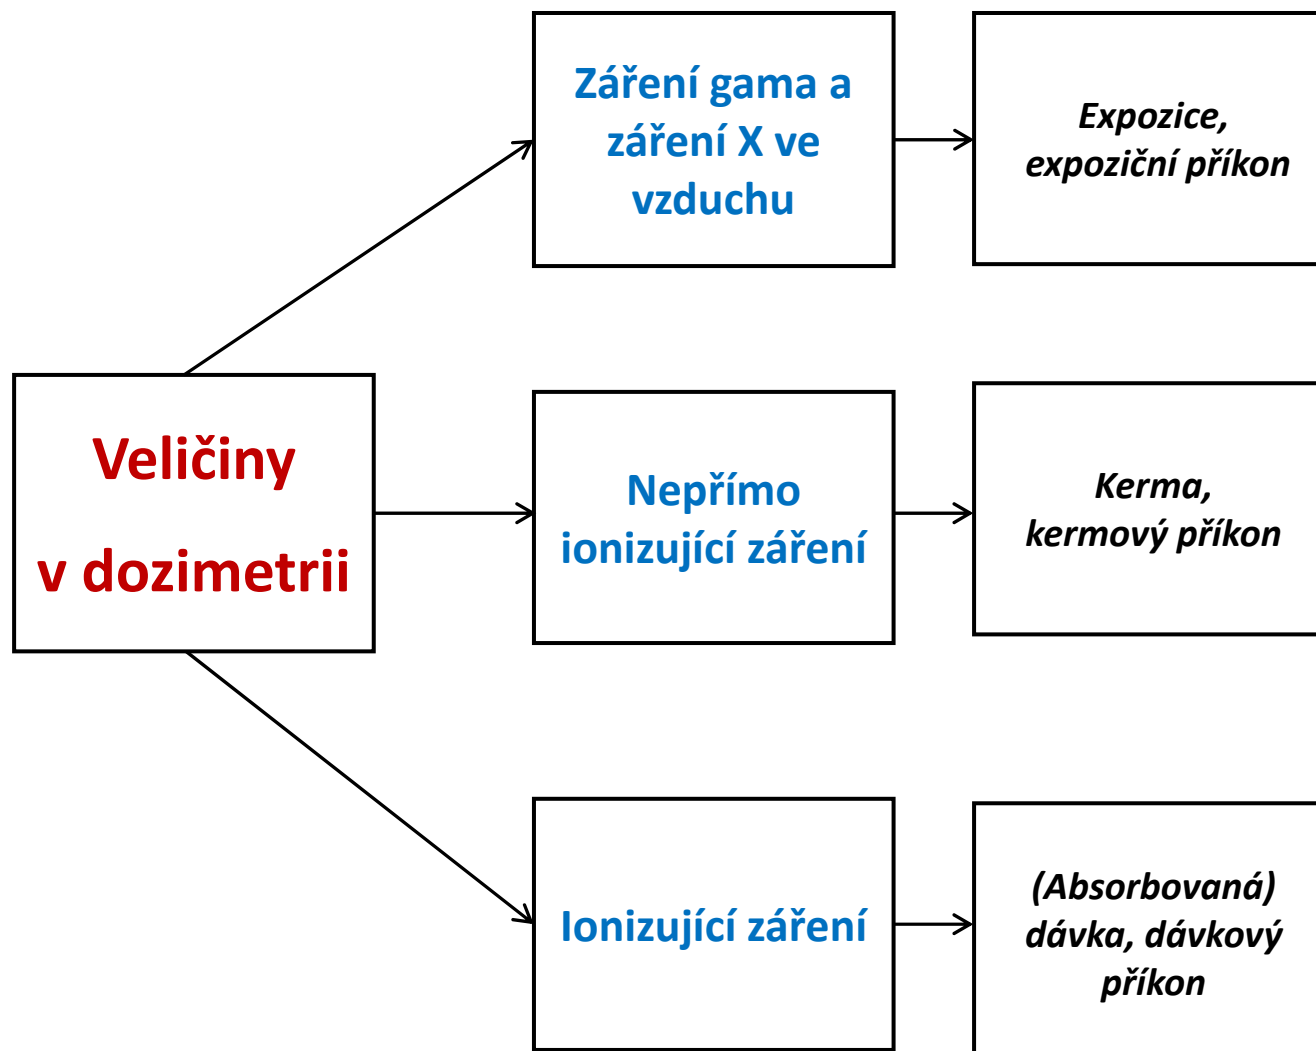 Veličiny
v dozimetrii
Záření gama a
záření X ve
vzduchu
Expozice,
expoziční příkon
Nepřímo
ionizující záření
Kerma,
kermový příkon
Ionizující záření
(Absorbovaná)
dávka, dávkový
příkon